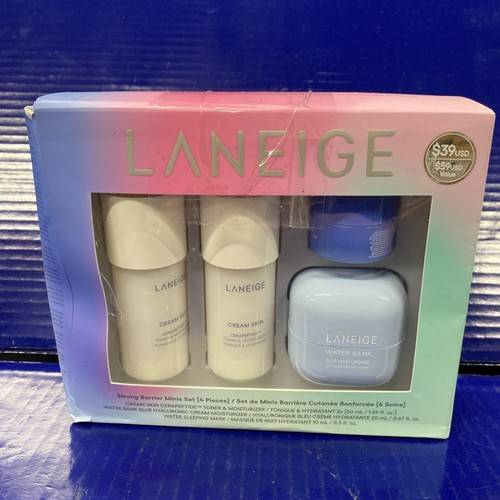 LANEIGE
$39USD
$59USD
Value
LANEIGE
CREAM SKIN
LANEIGE
CREAM SKIN
CERAPEPTIDE
TONER & MOISTURIZER
LANEIGE
WATER BANK
BLUE HYALURONIC
Strong Barrier Minis Set [4 Pieces] / Set de Minis Barrière Cutanée Renforcée [4 Soins]
CREAM SKIN CERAPEPTIDE™ TONER & MOISTURIZER / TONIQUE & HYDRATANT 2x [50 mL / 1.69 fl. oz.]
WATER BANK BLUE HYALURONIC CREAM MOISTURIZER / HYALURONIQUE BLEU CRÈME HYDRATANTE 20 mL / 0.67 fl. oz.
WATER SLEEPING MASK / MASQUE DE NUIT HYDRATANT 10 mL / 0.3 fl. oz.